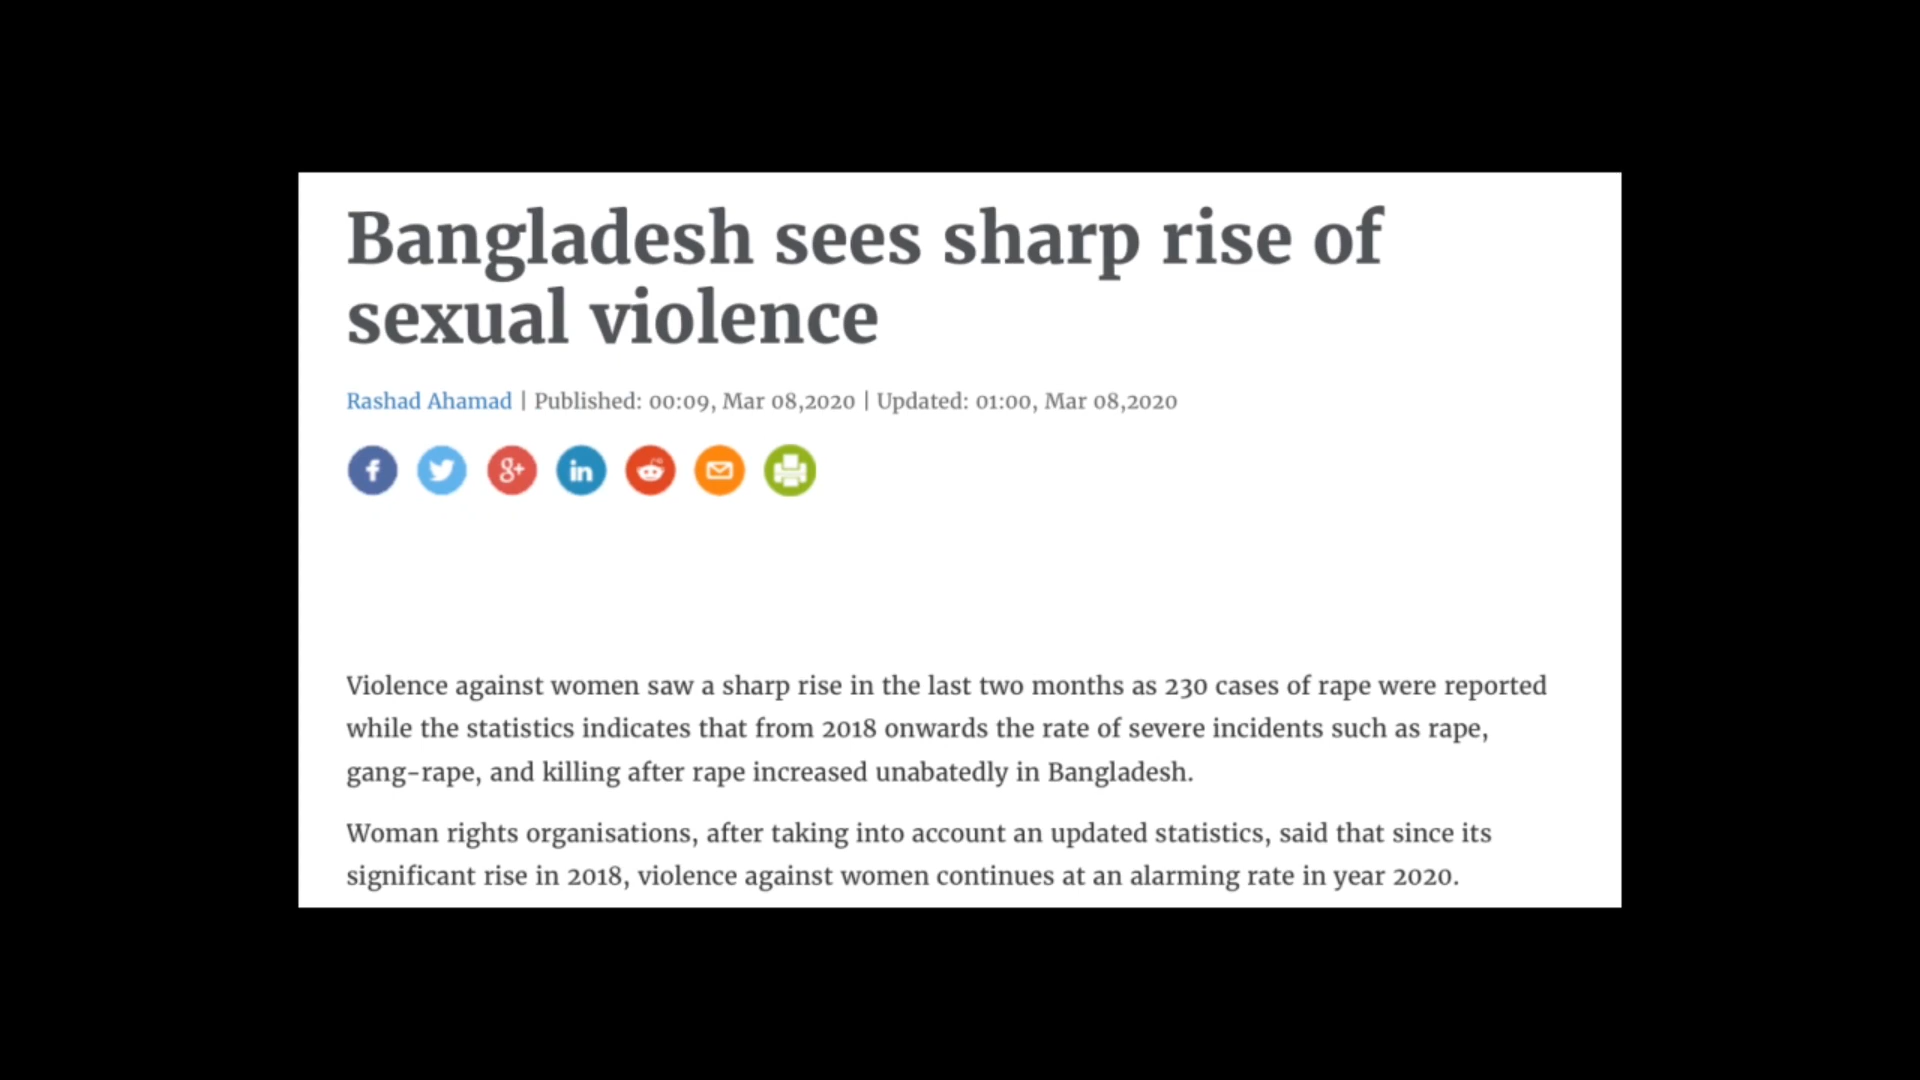 Bangladesh sees sharp rise of
sexual violence
Rashad Ahamad | Published: 00:09, Mar 08,2020 | Updated: 01:00, Mar 08,2020
f g+ in
Violence against women saw a sharp rise in the last two months as 230 cases of rape were reported
while the statistics indicates that from 2018 onwards the rate of severe incidents such as rape,
gang-rape, and killing after rape increased unabatedly in Bangladesh.
Woman rights organisations, after taking into account an updated statistics, said that since its
significant rise in 2018, violence against women continues at an alarming rate in year 2020.